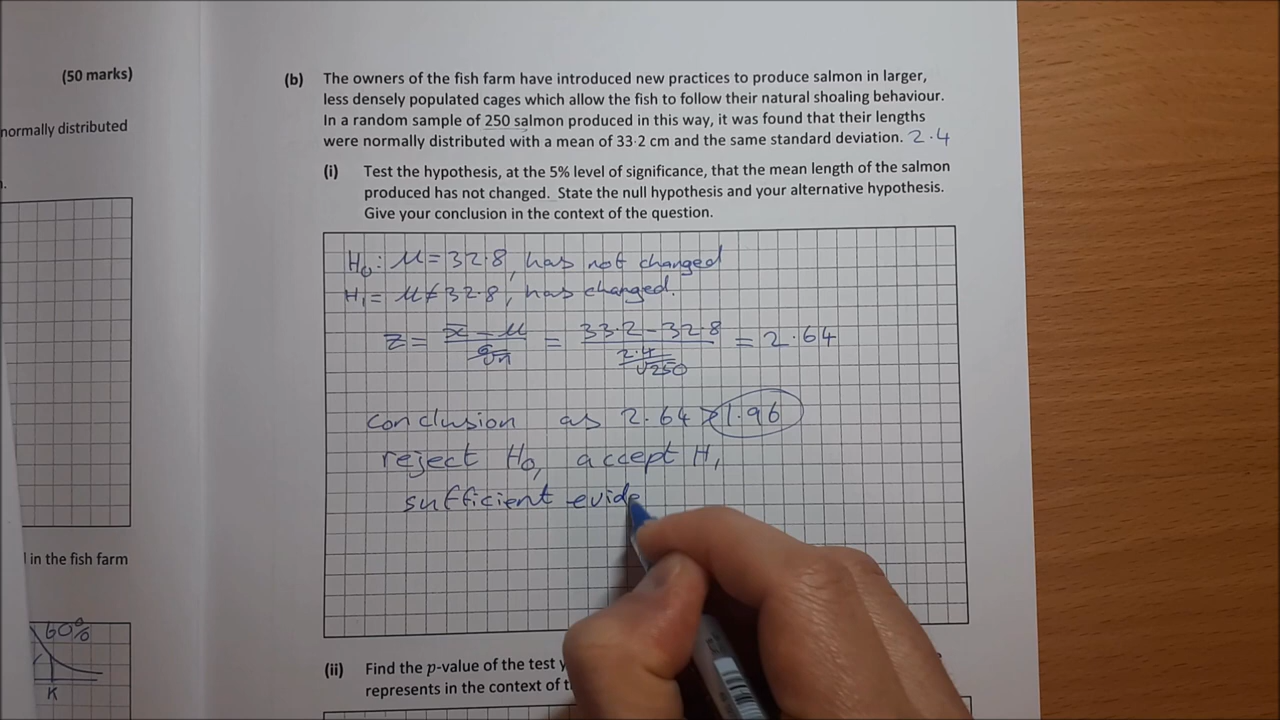 (50 marks)
normally distributed
in the fish farm
60%
K
(b) The owners of the fish farm have introduced new practices to produce salmon in larger,
less densely populated cages which allow the fish to follow their natural shoaling behaviour.
In a random sample of 250 salmon produced in this way, it was found that their lengths
were normally distributed with a mean of 33·2 cm and the same standard deviation. 2.4
(i) Test the hypothesis, at the 5% level of significance, that the mean length of the salmon
produced has not changed. State the null hypothesis and your alternative hypothesis.
Give your conclusion in the context of the question.
H₀: μ = 32.8, has not changed
H₁ = μ ≠ 32.8, has changed.
z = (x̄ - μ)/(σ/√n) = (33.2 - 32.8)/(2.4/√250) = 2.64
conclusion as 2.64 > 1.96
reject H₀, accept H₁
sufficient evide
(ii) Find the p-value of the test
represents in the context of